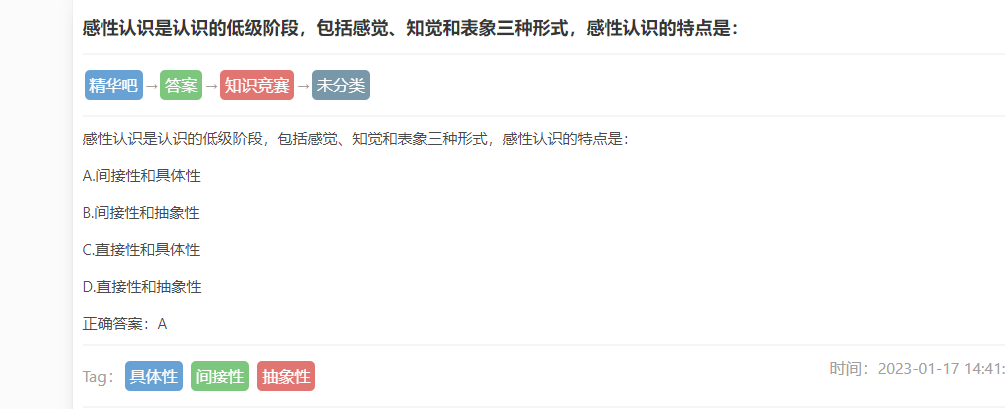 感性认识是认识的低级阶段，包括感觉、知觉和表象三种形式，感性认识的特点是：
精华吧→答案→知识竞赛→未分类
感性认识是认识的低级阶段，包括感觉、知觉和表象三种形式，感性认识的特点是：
A.间接性和具体性
B.间接性和抽象性
C.直接性和具体性
D.直接性和抽象性
正确答案：A
Tag： 具体性 间接性 抽象性
时间：2023-01-17 14:41: